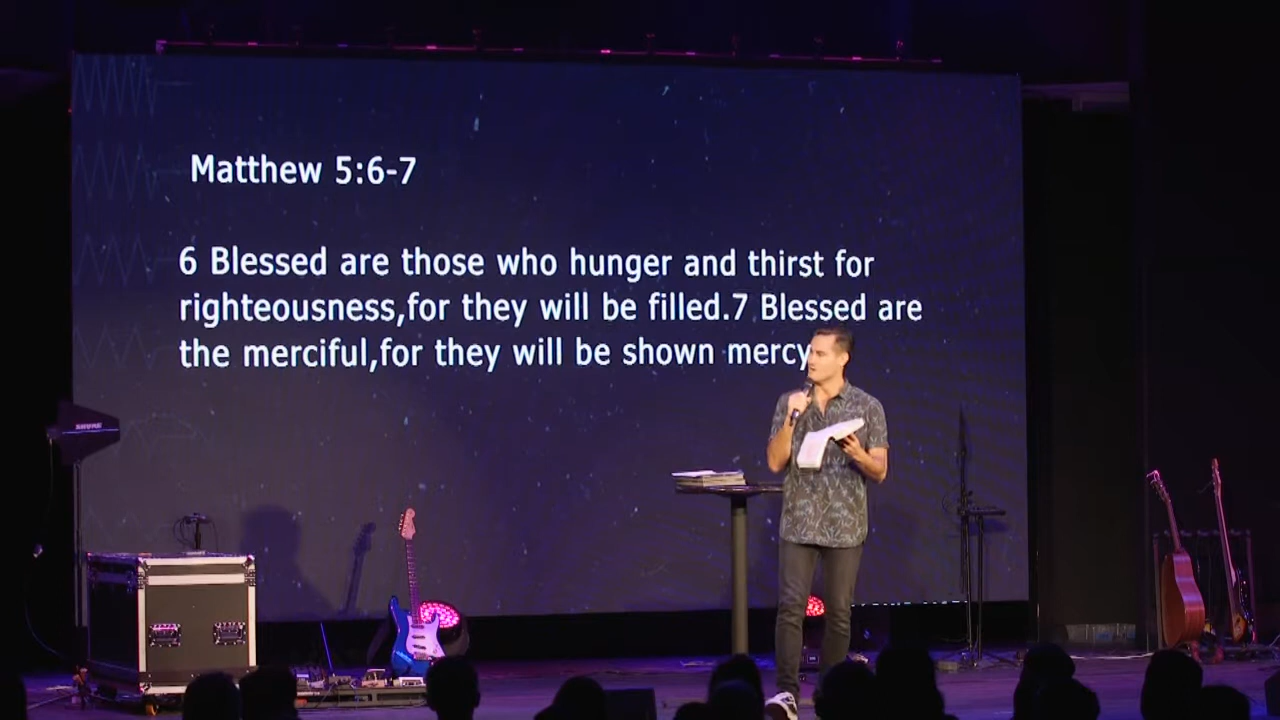 Matthew 5:6-7
6 Blessed are those who hunger and thirst for
righteousness,for they will be filled.7 Blessed are
the merciful,for they will be shown mercy
SHURE